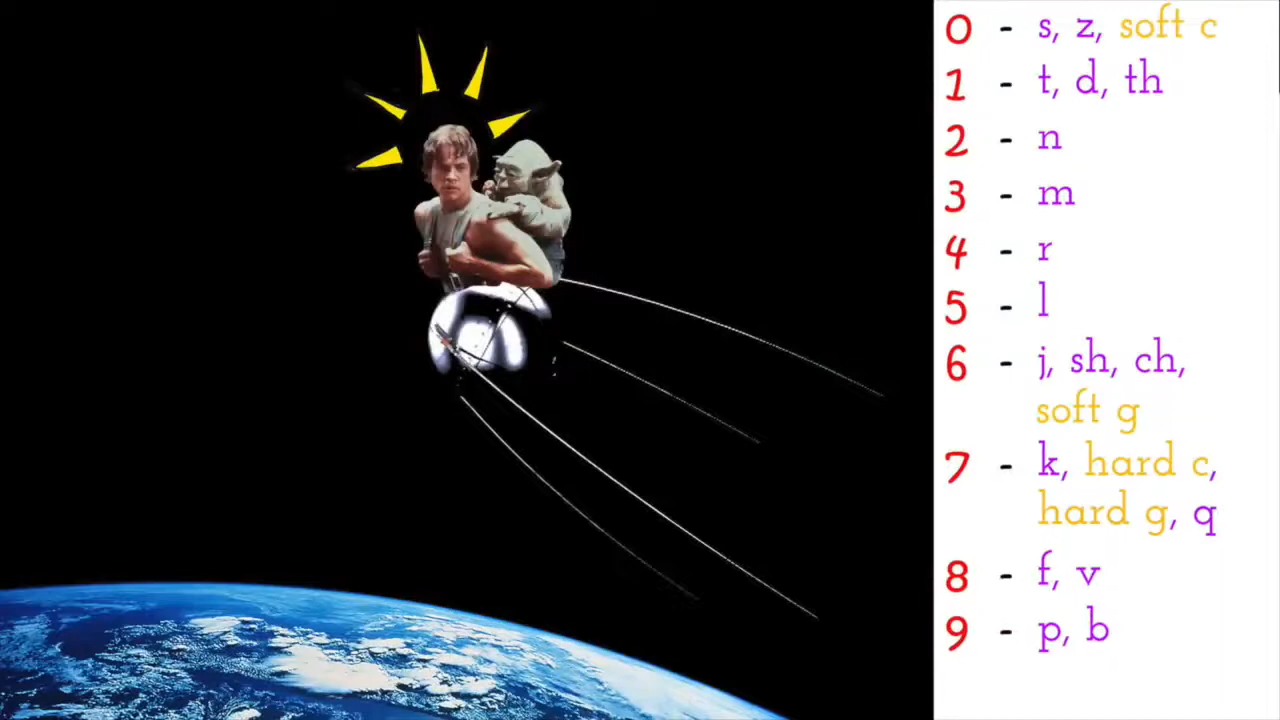 0 - s, z, soft c
1 - t, d, th
2 - n
3 - m
4 - r
5 - l
6 - j, sh, ch,
soft g
7 - k, hard c,
hard g, q
8 - f, v
9 - p, b